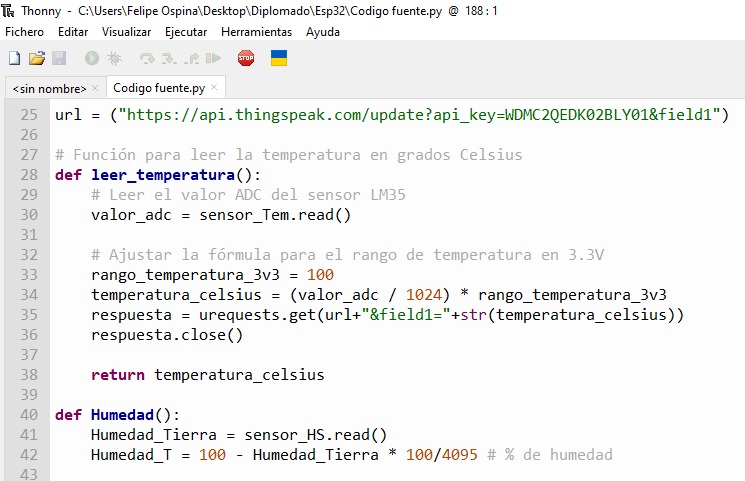 Thonny - C:\Users\Felipe Ospina\Desktop\Diplomado\Esp32\Codigo fuente.py @ 188 : 1
Fichero Editar Visualizar Ejecutar Herramientas Ayuda
STOP
<sin nombre> × Codigo fuente.py ×
25 url = ("https://api.thingspeak.com/update?api_key=WDMC2QEDK02BLY01&field1")
26
27 # Función para leer la temperatura en grados Celsius
28 def leer_temperatura():
29     # Leer el valor ADC del sensor LM35
30     valor_adc = sensor_Tem.read()
31
32     # Ajustar la fórmula para el rango de temperatura en 3.3V
33     rango_temperatura_3v3 = 100
34     temperatura_celsius = (valor_adc / 1024) * rango_temperatura_3v3
35     respuesta = urequests.get(url+"&field1="+str(temperatura_celsius))
36     respuesta.close()
37
38     return temperatura_celsius
39
40 def Humedad():
41     Humedad_Tierra = sensor_HS.read()
42     Humedad_T = 100 - Humedad_Tierra * 100/4095 # % de humedad
43